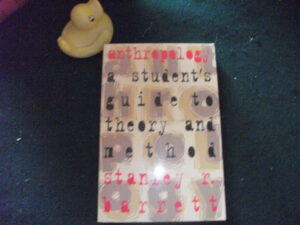 anthropology
a student's
guide to
theory and
method
stanley r.
barrett